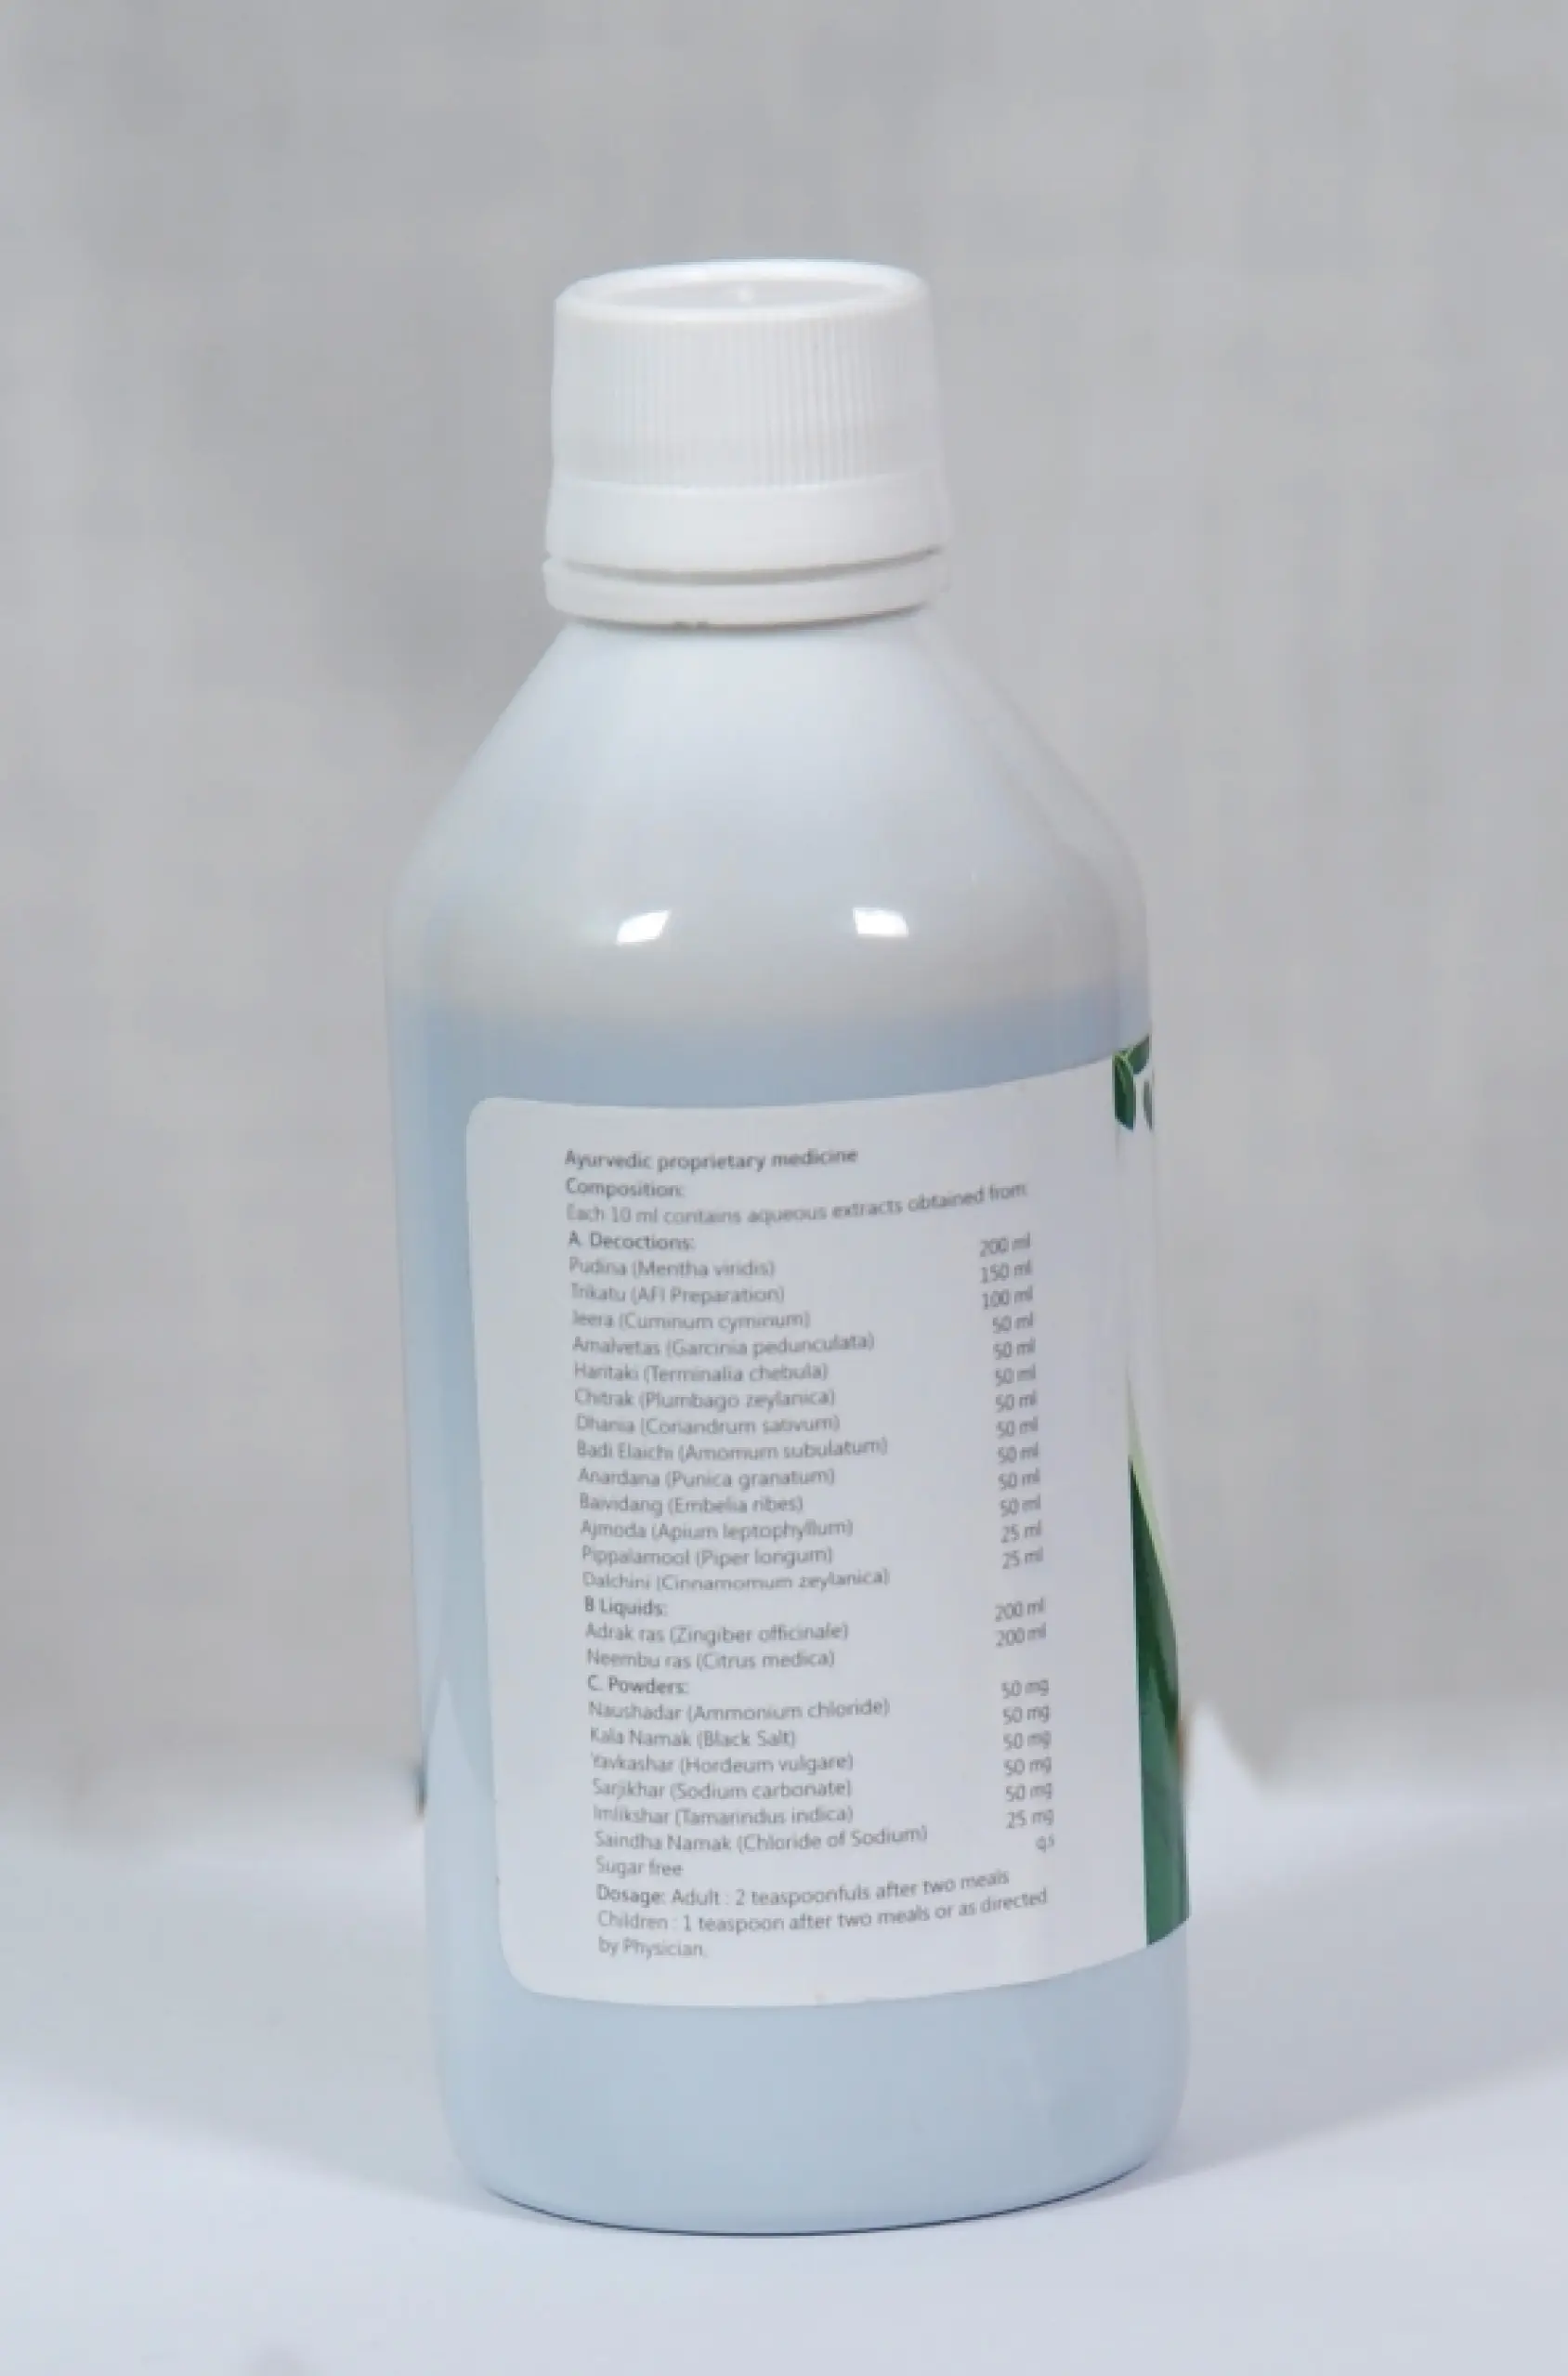 Ayurvedic proprietary medicine
Composition:
Each 10 ml contains aqueous extracts obtained from
A. Decoctions: 200 ml
Pudina (Mentha viridis) 150 ml
Trikatu (AFI Preparation) 100 ml
Jeera (Cuminum cyminum) 50 ml
Amalvetas (Garcinia pedunculata) 50 ml
Haritaki (Terminalia chebula) 50 ml
Chitrak (Plumbago zeylanica) 50 ml
Dhania (Coriandrum sativum) 50 ml
Badi Elaichi (Amomum subulatum) 50 ml
Anardana (Punica granatum) 50 ml
Baividang (Embelia ribes) 50 ml
Ajmoda (Apium leptophyllum) 25 ml
Pippalamool (Piper longum) 25 ml
Dalchini (Cinnamomum zeylanica)
B Liquids: 200 ml
Adrak ras (Zingiber officinale) 200 ml
Neembu ras (Citrus medica)
C. Powders: 50 mg
Naushadar (Ammonium chloride) 50 mg
Kala Namak (Black Salt) 50 mg
Yavkashar (Hordeum vulgare) 50 mg
Sarjikhar (Sodium carbonate) 50 mg
Imlikshar (Tamarindus indica) 25 mg
Saindha Namak (Chloride of Sodium) qs
Sugar free
Dosage: Adult : 2 teaspoonfuls after two meals
Children : 1 teaspoon after two meals or as directed
by Physician.